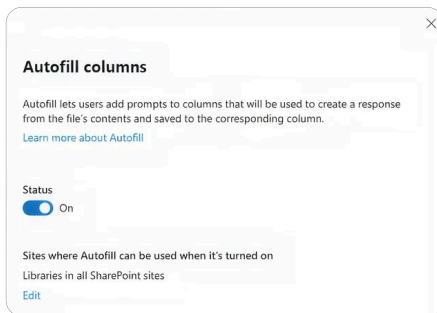 Autofill columns
Autofill lets users add prompts to columns that will be used to create a response
from the file's contents and saved to the corresponding column.
Learn more about Autofill
Status
On
Sites where Autofill can be used when it's turned on
Libraries in all SharePoint sites
Edit